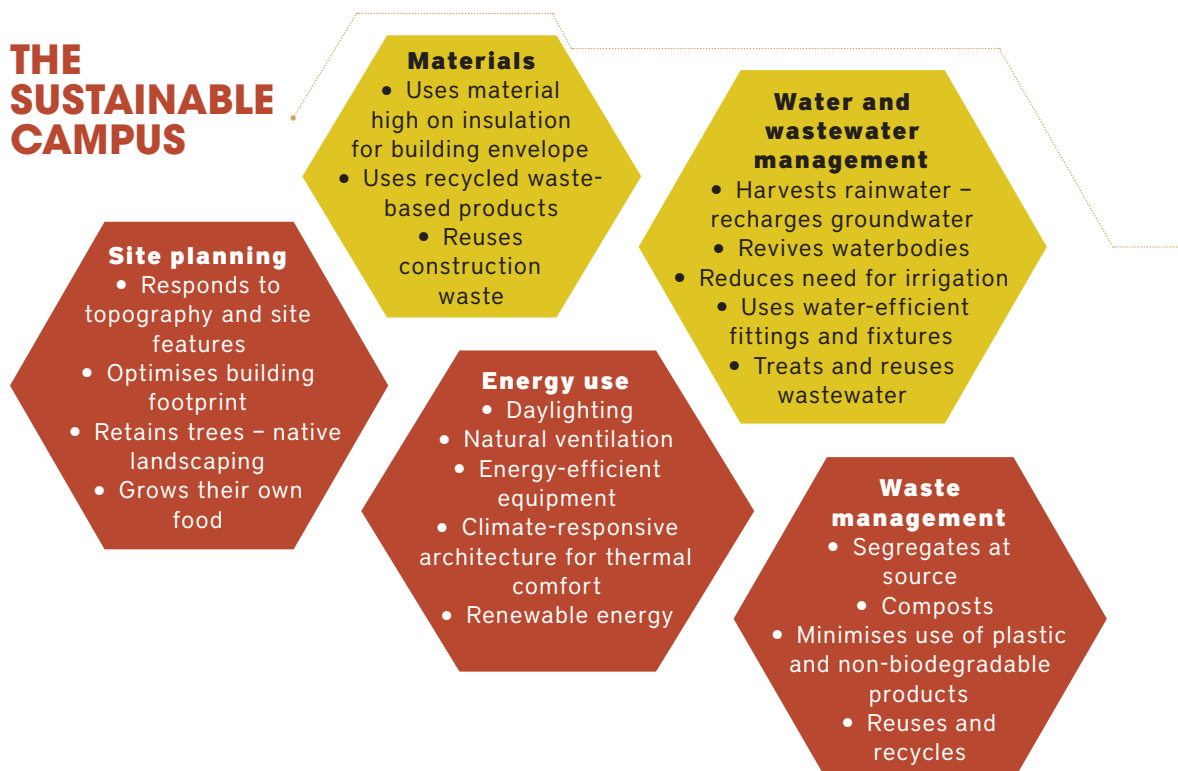 THE
SUSTAINABLE
CAMPUS
Materials
• Uses material
high on insulation
for building envelope
• Uses recycled waste-
based products
• Reuses
construction
waste
Water and
wastewater
management
• Harvests rainwater –
recharges groundwater
• Revives waterbodies
• Reduces need for irrigation
• Uses water-efficient
fittings and fixtures
• Treats and reuses
wastewater
Site planning
• Responds to
topography and site
features
• Optimises building
footprint
• Retains trees – native
landscaping
• Grows their own
food
Energy use
• Daylighting
• Natural ventilation
• Energy-efficient
equipment
• Climate-responsive
architecture for thermal
comfort
• Renewable energy
Waste
management
• Segregates at
source
• Composts
• Minimises use of plastic
and non-biodegradable
products
• Reuses and
recycles